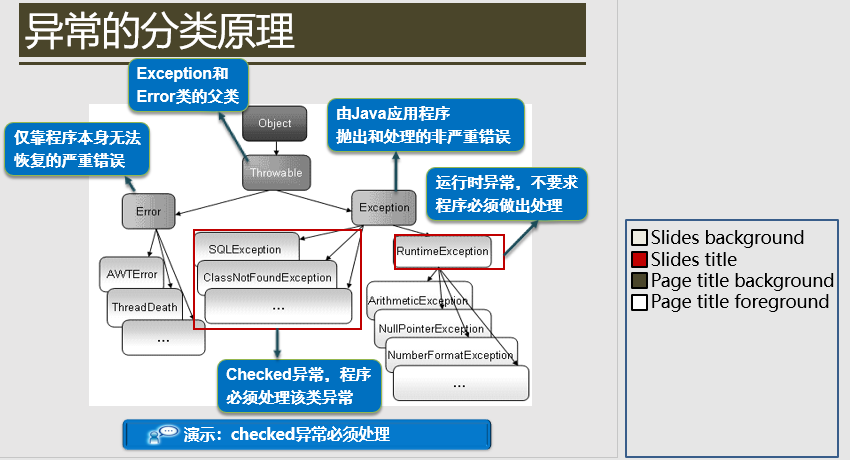 异常的分类原理
Exception和
Error类的父类
由Java应用程序
抛出和处理的非严重错误
仅靠程序本身无法
恢复的严重错误
运行时异常，不要求
程序必须做出处理
Object
Throwable
Error
Exception
SQLException
RuntimeException
AWTError
ClassNotFoundException
ThreadDeath
...
ArithmeticException
...
NullPointerException
NumberFormatException
...
Checked异常，程序
必须处理该类异常
演示：checked异常必须处理
Slides background
Slides title
Page title background
Page title foreground